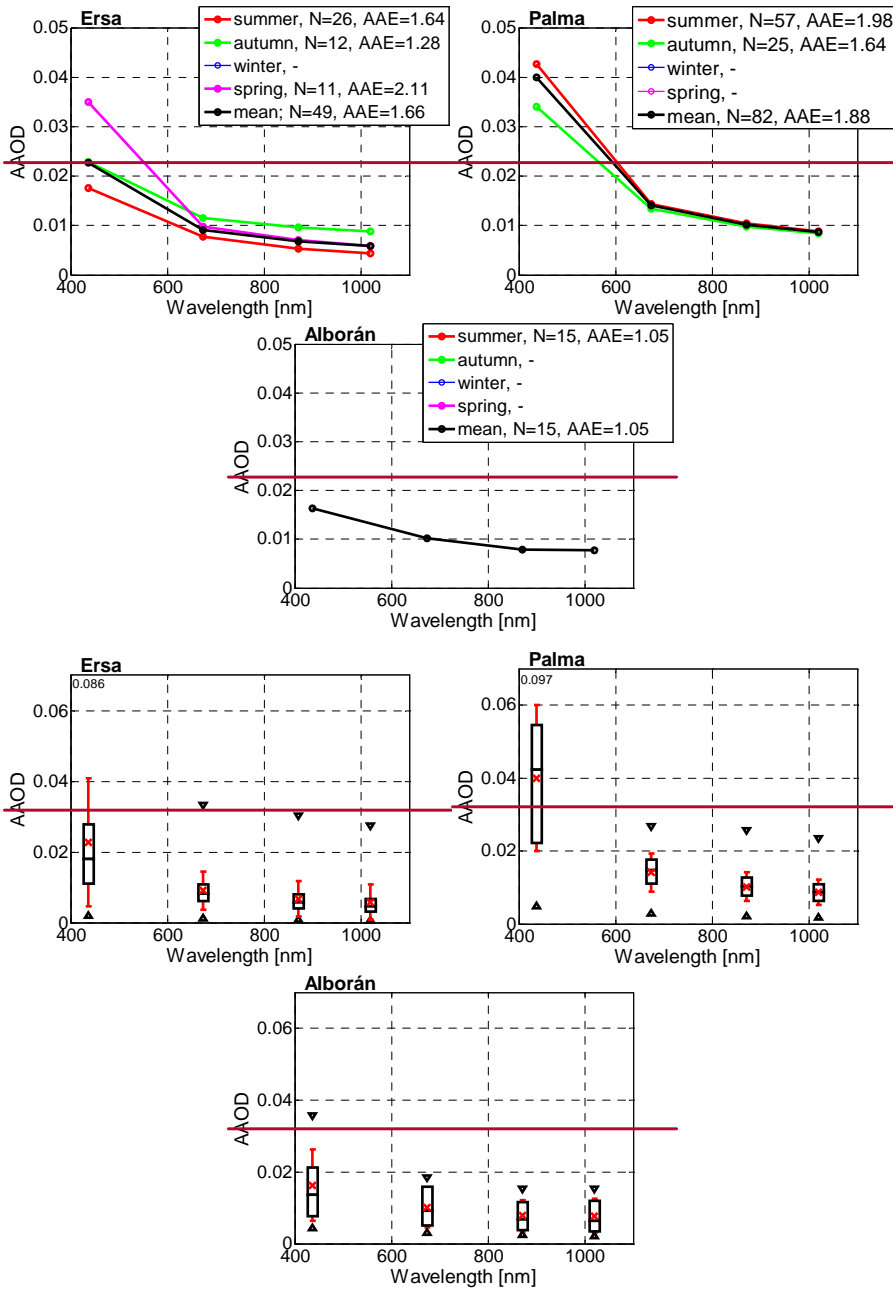 Ersa
summer, N=26, AAE=1.64
autumn, N=12, AAE=1.28
winter, -
spring, N=11, AAE=2.11
mean; N=49, AAE=1.66
0.05
0.04
0.03
0.02
0.01
0
AAOD
400 600 800 1000
Wavelength [nm]
Palma
summer, N=57, AAE=1.98
autumn, N=25, AAE=1.64
winter, -
spring, -
mean, N=82, AAE=1.88
0.05
0.04
0.03
0.02
0.01
0
AAOD
400 600 800 1000
Wavelength [nm]
Alborán
summer, N=15, AAE=1.05
autumn, -
winter, -
spring, -
mean, N=15, AAE=1.05
0.05
0.04
0.03
0.02
0.01
0
AAOD
400 600 800 1000
Wavelength [nm]
Ersa
0.086
0.06
0.04
0.02
0
AAOD
400 600 800 1000
Wavelength [nm]
Palma
0.097
0.06
0.04
0.02
0
AAOD
400 600 800 1000
Wavelength [nm]
Alborán
0.06
0.04
0.02
0
AAOD
400 600 800 1000
Wavelength [nm]